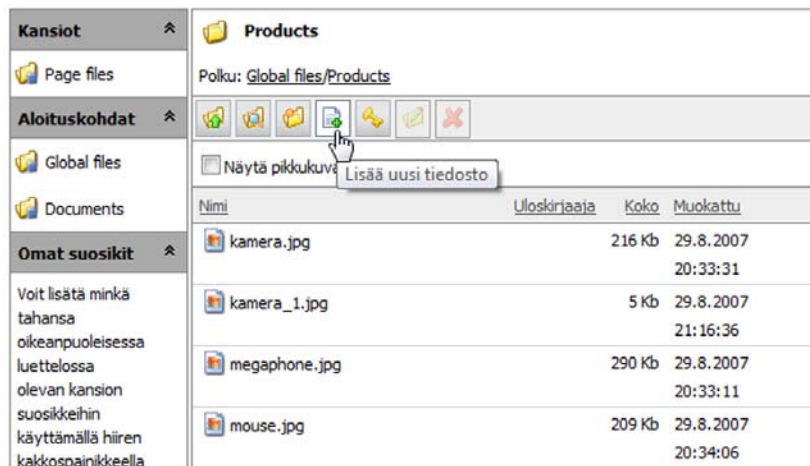 Kansiot
Page files
Aloituskohdat
Global files
Documents
Omat suosikit
Voit lisätä minkä
tahansa
oikeanpuoleisessa
luettelossa
olevan kansion
suosikkeihin
käyttämällä hiiren
kakkospainikkeella
Products
Polku: Global files/Products
Näytä pikkukuva
Lisää uusi tiedosto
Nimi Uloskirjaaja Koko Muokattu
kamera.jpg 216 Kb 29.8.2007
20:33:31
kamera_1.jpg 5 Kb 29.8.2007
21:16:36
megaphone.jpg 290 Kb 29.8.2007
20:33:11
mouse.jpg 209 Kb 29.8.2007
20:34:06